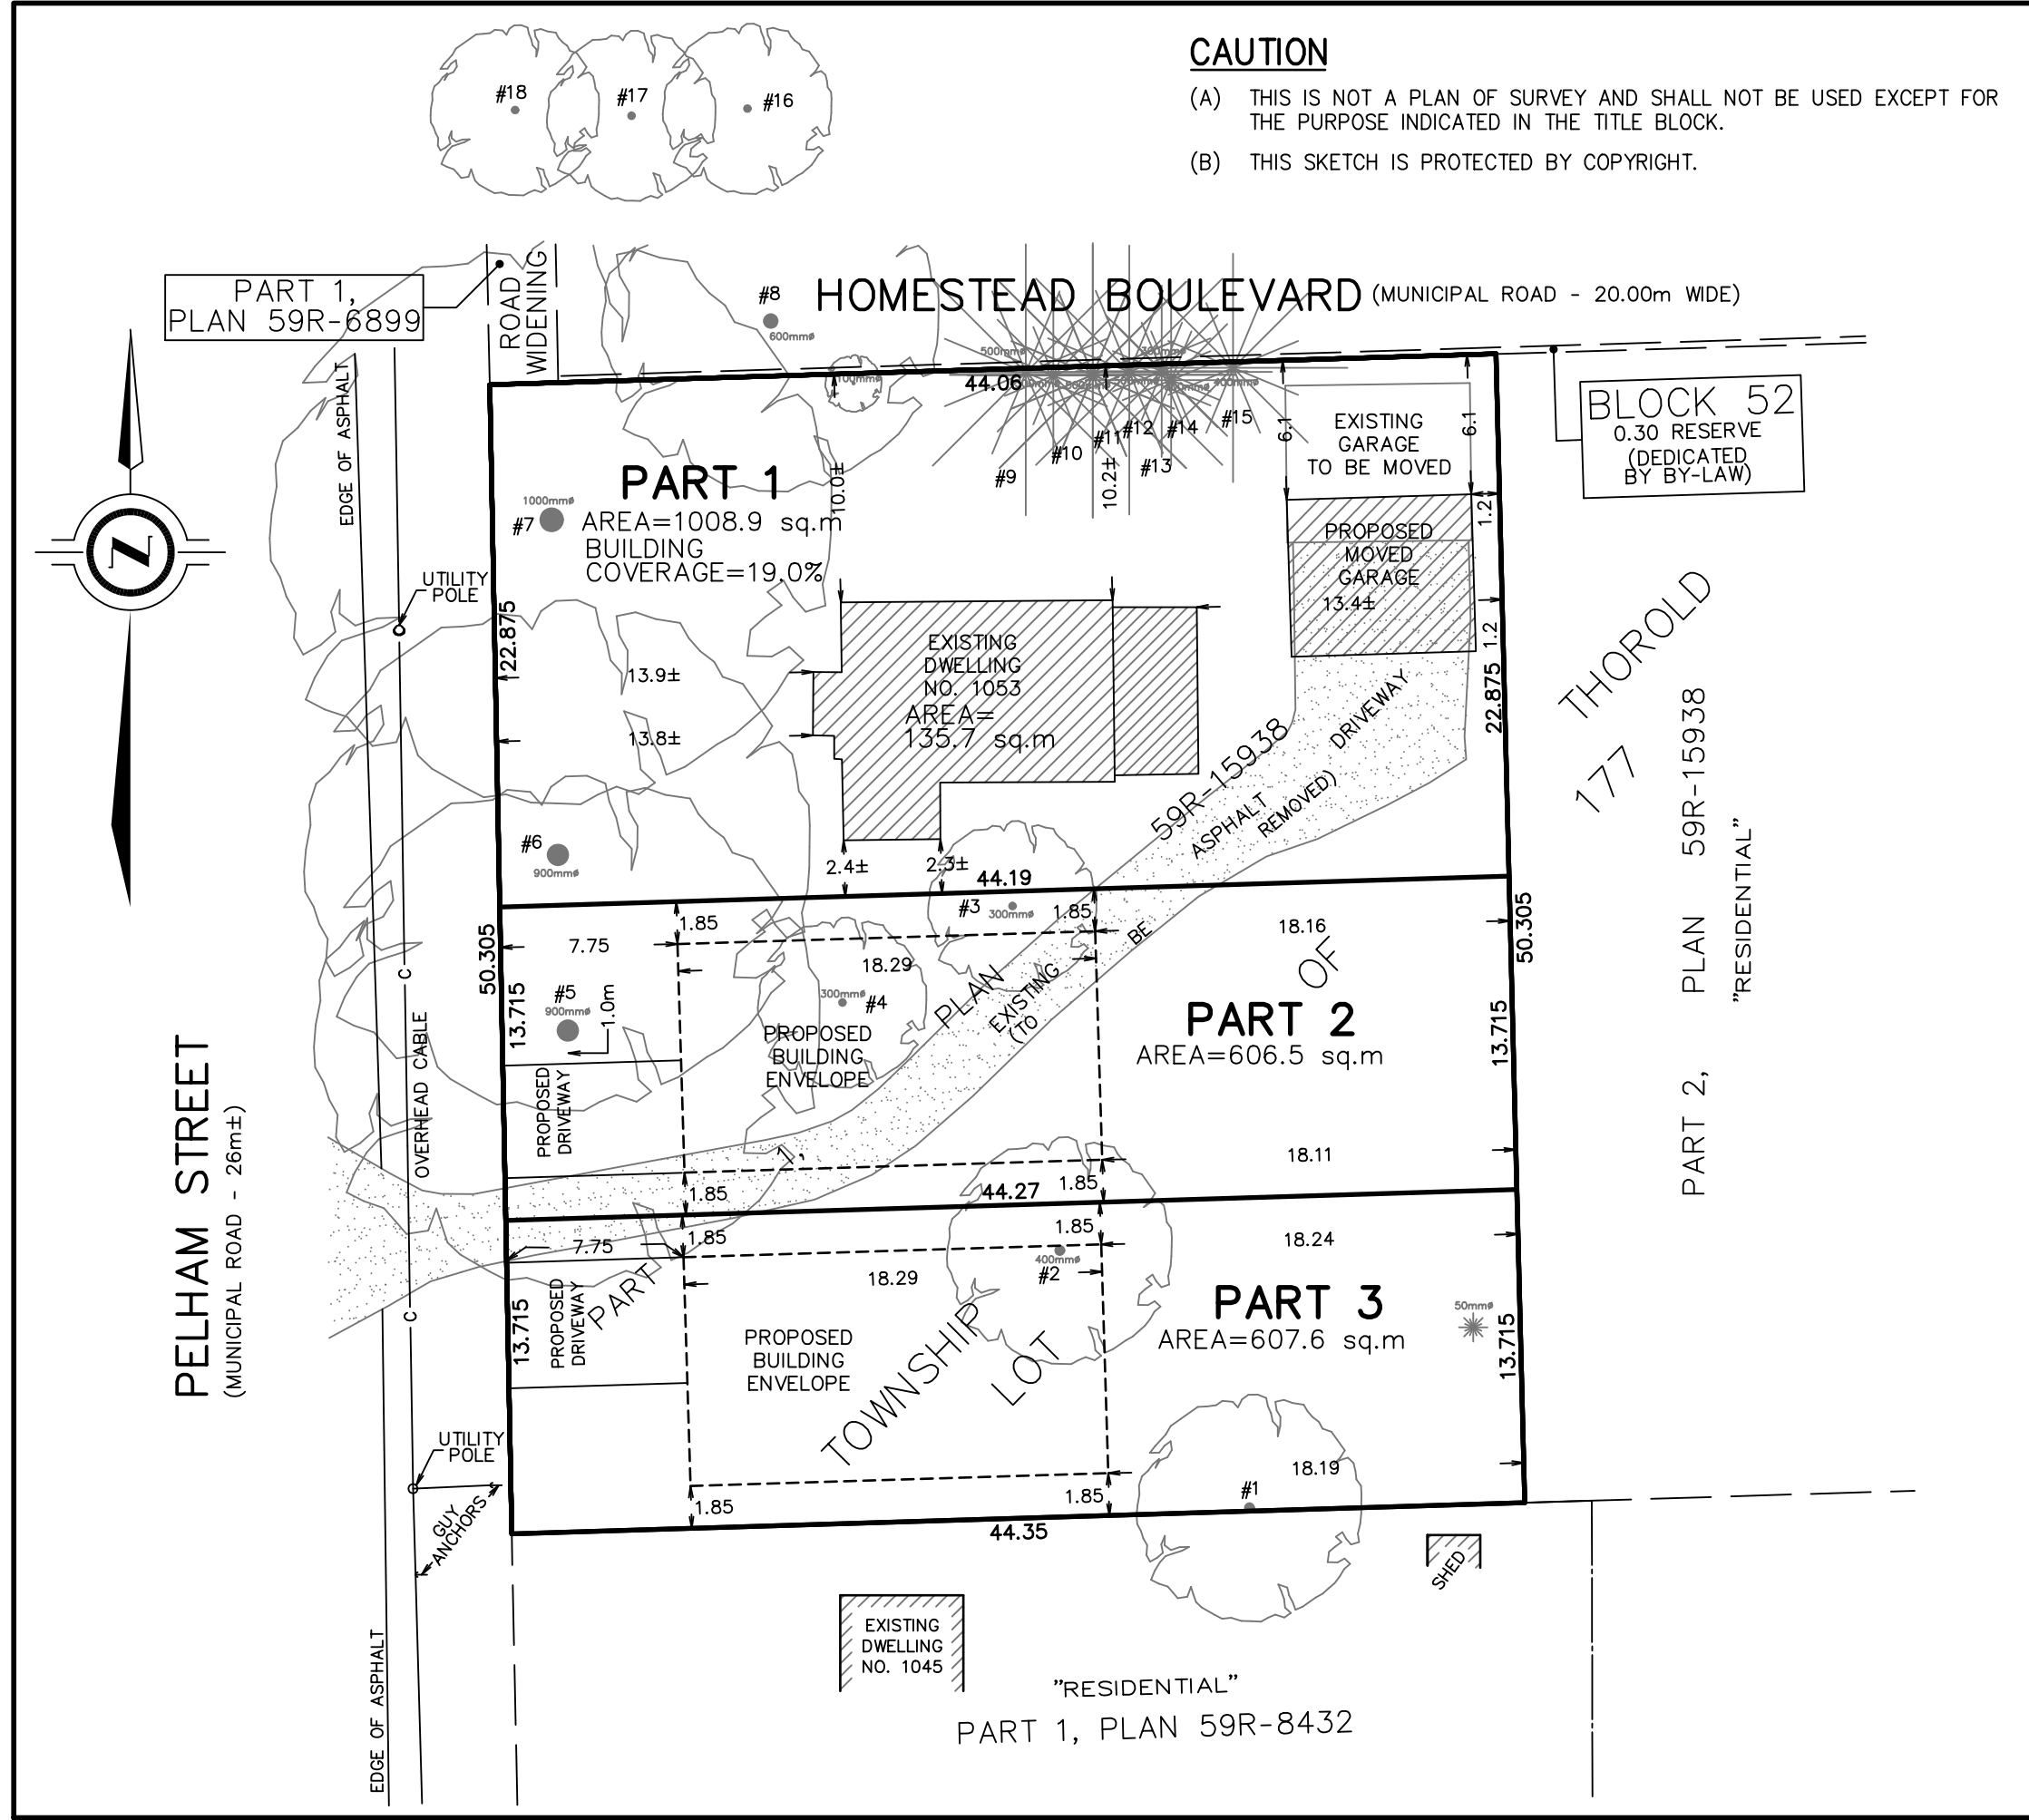 CAUTION
(A) THIS IS NOT A PLAN OF SURVEY AND SHALL NOT BE USED EXCEPT FOR
THE PURPOSE INDICATED IN THE TITLE BLOCK.
(B) THIS SKETCH IS PROTECTED BY COPYRIGHT.
#18
#17
#16
PART 1,
PLAN 59R-6899
ROAD
WIDENING
#8
600mmø
HOMESTEAD BOULEVARD (MUNICIPAL ROAD - 20.00m WIDE)
BLOCK 52
0.30 RESERVE
(DEDICATED
BY BY-LAW)
EDGE OF ASPHALT
500mmø
44.06
#9
#10
#11
#12
#13
#14
#15
6.1
6.1
EXISTING
GARAGE
TO BE MOVED
10.0±
10.2±
PART 1
AREA=1008.9 sq.m
BUILDING
COVERAGE=19.0%
1000mmø
#7
UTILITY
POLE
22.875
13.9±
13.8±
EXISTING
DWELLING
NO. 1053
AREA=
135.7 sq.m
PROPOSED
MOVED
GARAGE
13.4±
1.2
1.2
22.875
THOROLD
177
PART 2, PLAN 59R-15938
"RESIDENTIAL"
59R-15938
DRIVEWAY
ASPHALT
REMOVED)
#6
900mmø
2.4±
2.3±
44.19
#3
300mmø
1.85
1.85
7.75
18.29
18.16
BE
OF
50.305
50.305
13.715
#5
900mmø
1.0m
300mmø
#4
PLAN
EXISTING
(TO
PROPOSED
BUILDING
ENVELOPE
PART 2
AREA=606.5 sq.m
13.715
C
OVERHEAD CABLE
PROPOSED
DRIVEWAY
1,
18.11
1.85
44.27
1.85
PELHAM STREET
(MUNICIPAL ROAD - 26m±)
7.75
1.85
1.85
18.24
400mmø
#2
18.29
PART
PROPOSED
DRIVEWAY
13.715
C
PART 3
AREA=607.6 sq.m
50mmø
13.715
PROPOSED
BUILDING
ENVELOPE
TOWNSHIP
LOT
UTILITY
POLE
GUY
ANCHORS
18.19
#1
1.85
1.85
44.35
SHED
EXISTING
DWELLING
NO. 1045
EDGE OF ASPHALT
"RESIDENTIAL"
PART 1, PLAN 59R-8432